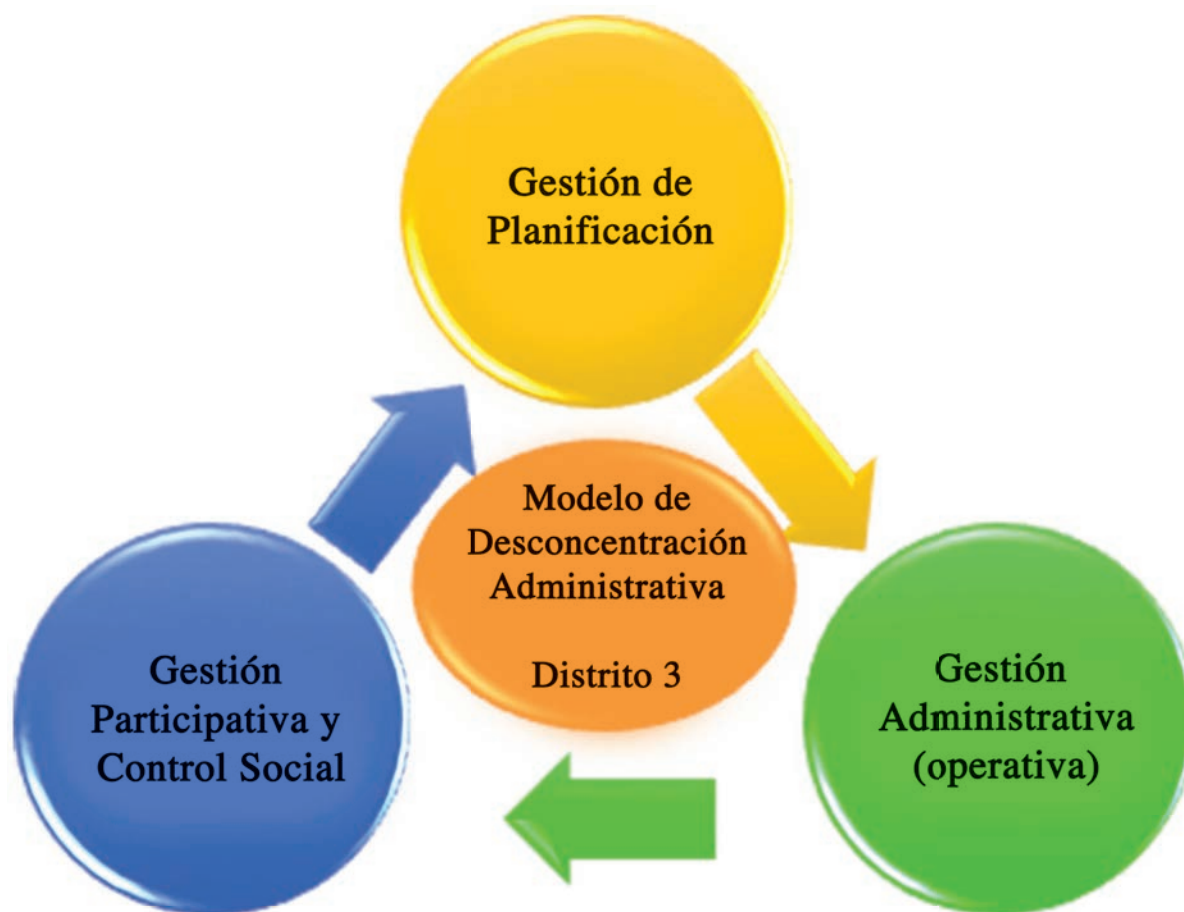 Gestión de
Planificación
Modelo de
Desconcentración
Administrativa
Distrito 3
Gestión
Participativa y
Control Social
Gestión
Administrativa
(operativa)